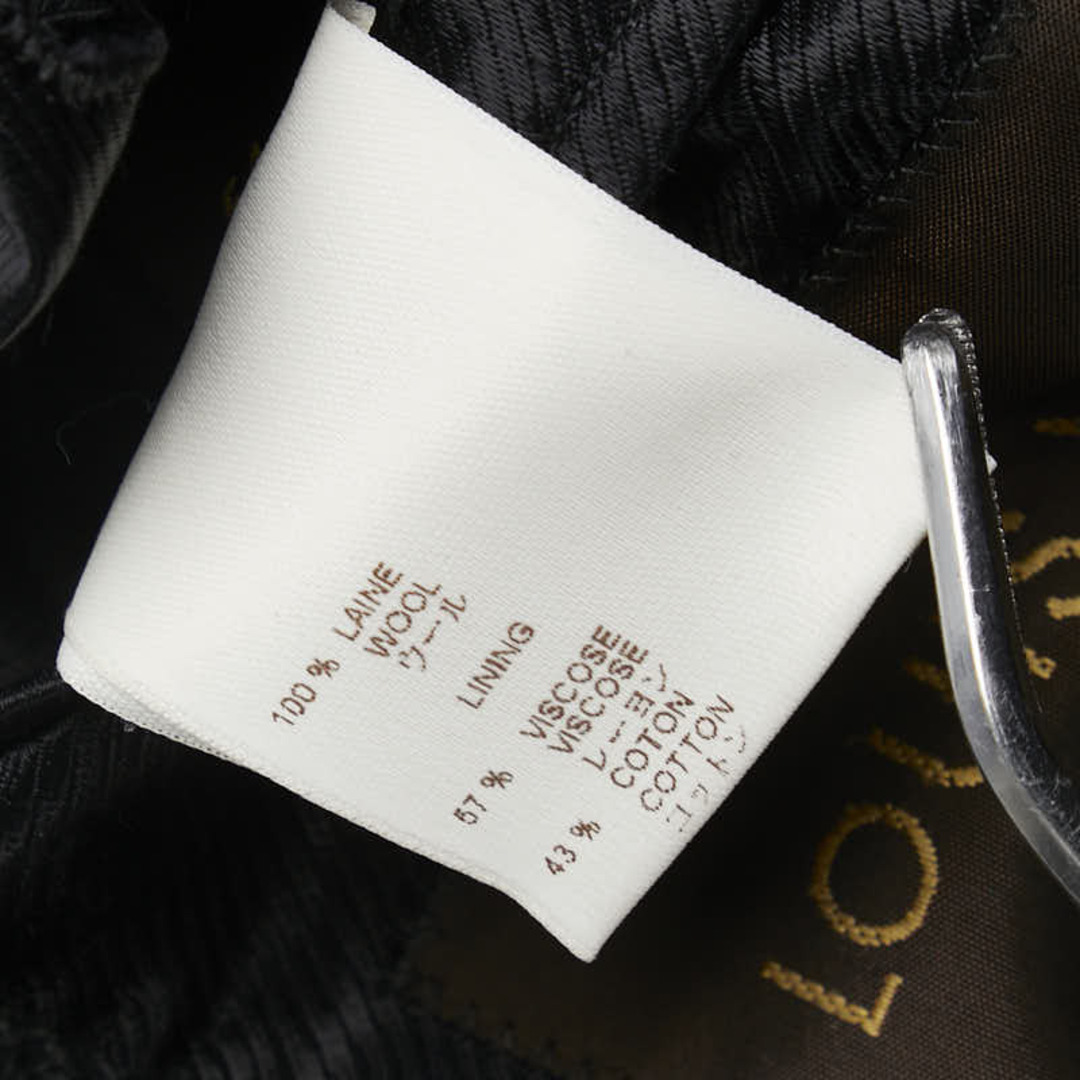 100 % LAINE
WOOL
ウール
LINING
57 % VISCOSE
VISCOSE
レーヨン
43 % COTON
COTTON
コットン
LOUIS